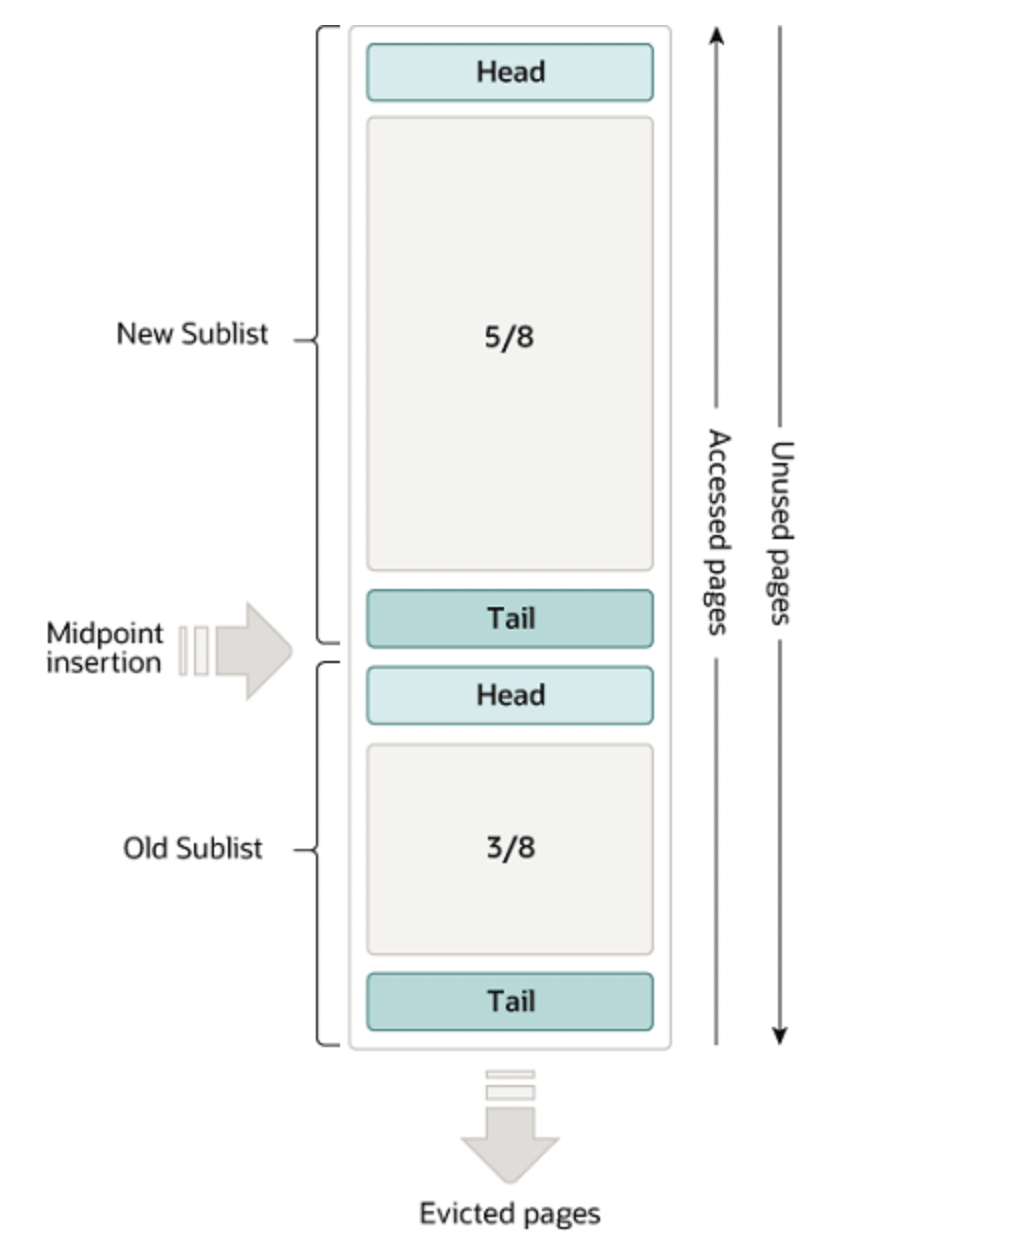 Head
5/8
New Sublist
Tail
Midpoint
insertion
Head
3/8
Old Sublist
Tail
Accessed pages
Unused pages
Evicted pages